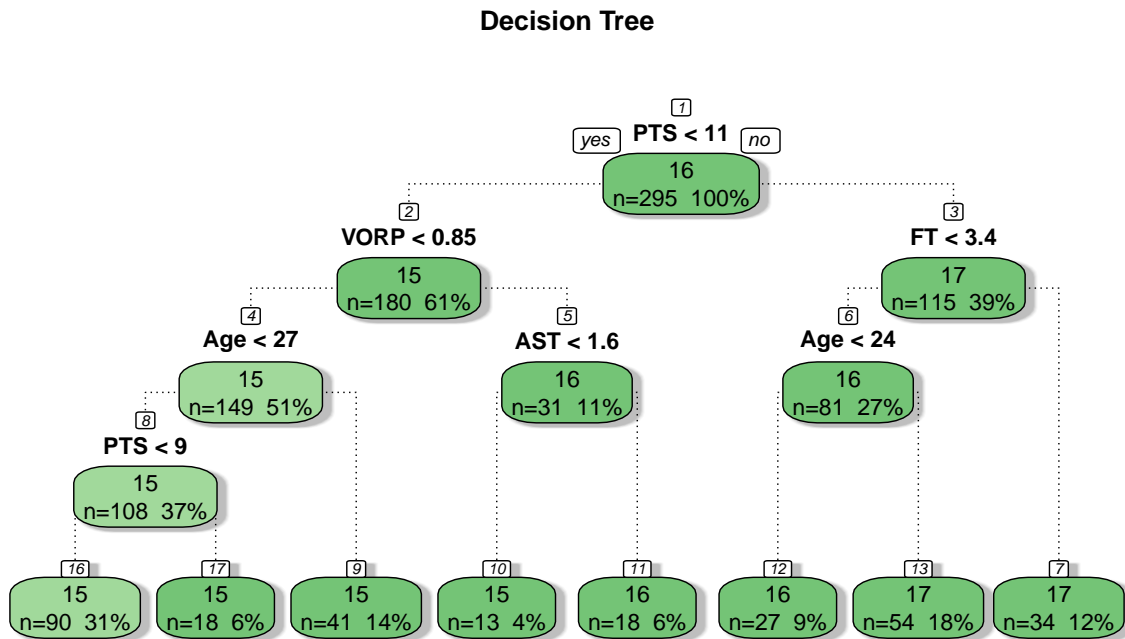 Decision Tree
1
yes PTS < 11 no
16
n=295 100%
2
VORP < 0.85
15
n=180 61%
3
FT < 3.4
17
n=115 39%
4
Age < 27
15
n=149 51%
5
AST < 1.6
16
n=31 11%
6
Age < 24
16
n=81 27%
8
PTS < 9
15
n=108 37%
16
15
n=90 31%
17
15
n=18 6%
9
15
n=41 14%
10
15
n=13 4%
11
16
n=18 6%
12
16
n=27 9%
13
17
n=54 18%
7
17
n=34 12%